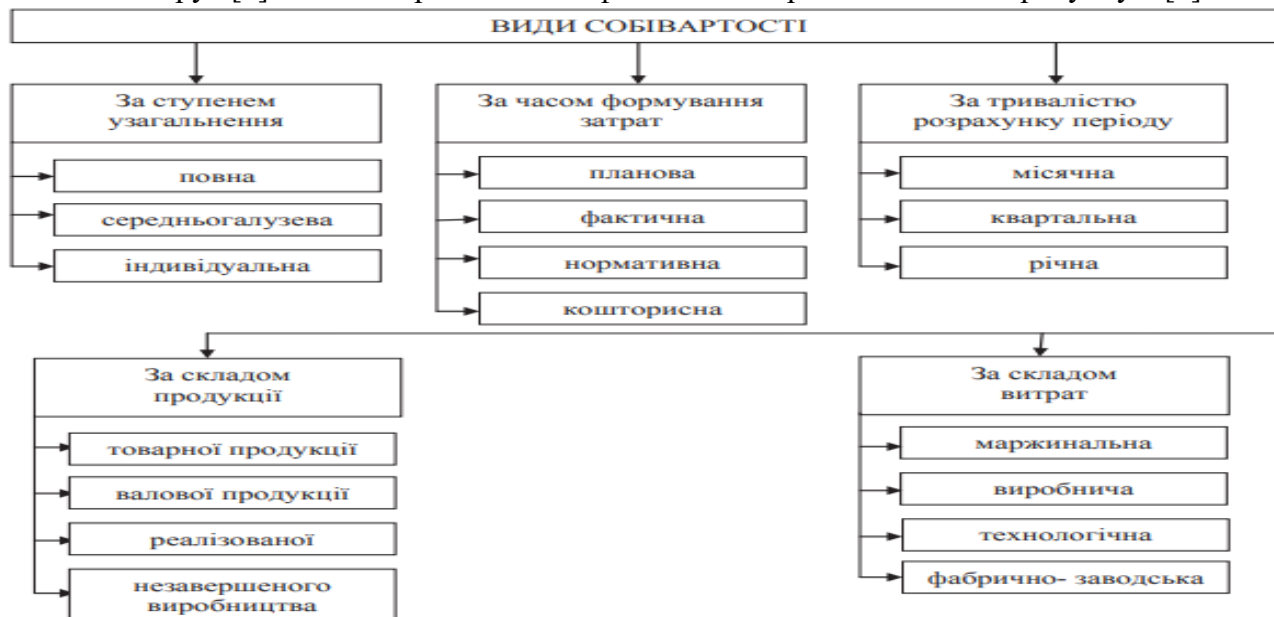 ВИДИ СОБІВАРТОСТІ
За ступенем
узагальнення
повна
середньогалузева
індивідуальна
За часом формування
затрат
планова
фактична
нормативна
кошторисна
За тривалістю
розрахунку періоду
місячна
квартальна
річна
За складом
продукції
товарної продукції
валової продукції
реалізованої
незавершеного
виробництва
За складом
витрат
маржинальна
виробнича
технологічна
фабрично- заводська